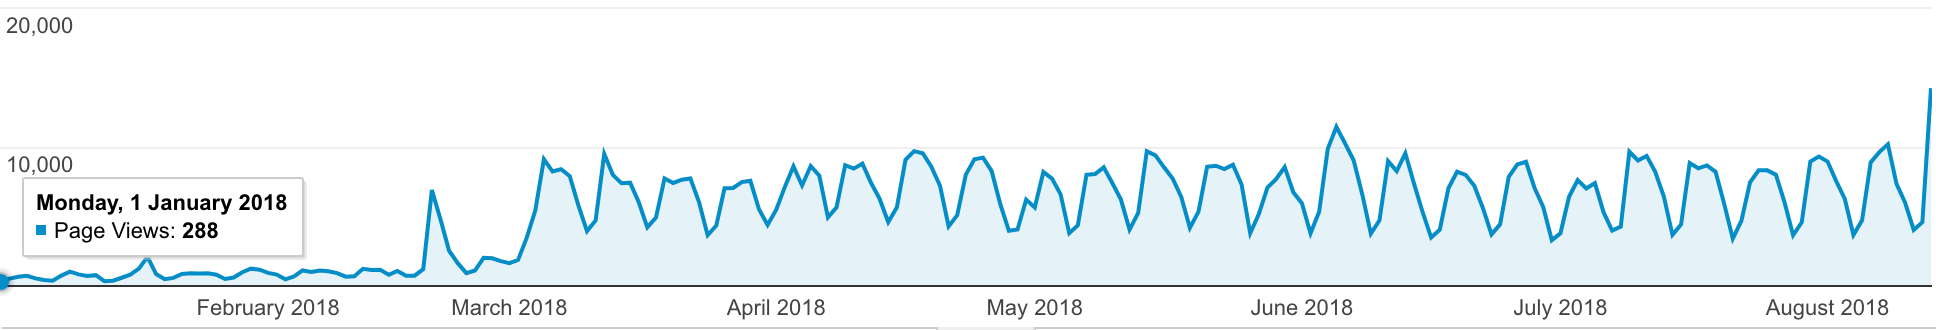 20,000
10,000
Monday, 1 January 2018
Page Views: 288
February 2018
March 2018
April 2018
May 2018
June 2018
July 2018
August 2018